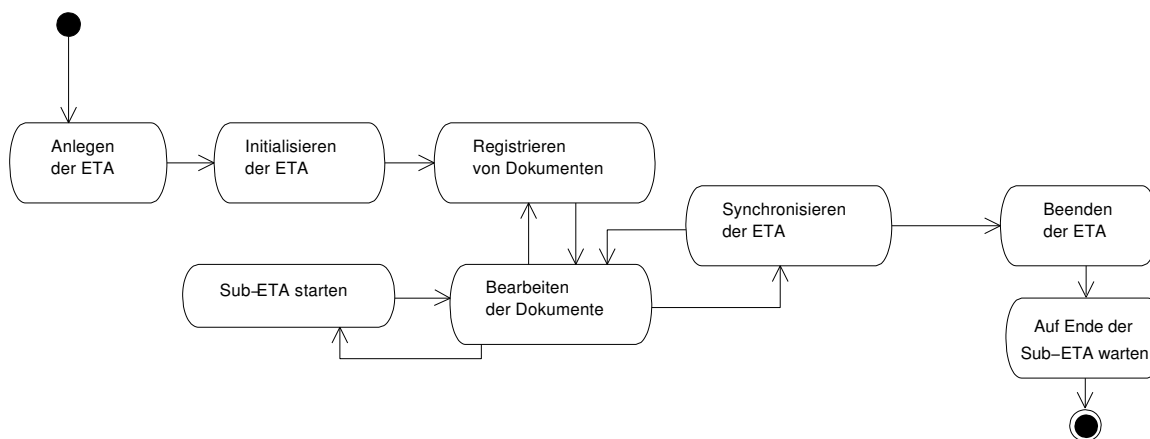 Anlegen
der ETA
Initialisieren
der ETA
Registrieren
von Dokumenten
Synchronisieren
der ETA
Beenden
der ETA
Sub-ETA starten
Bearbeiten
der Dokumente
Auf Ende der
Sub-ETA warten